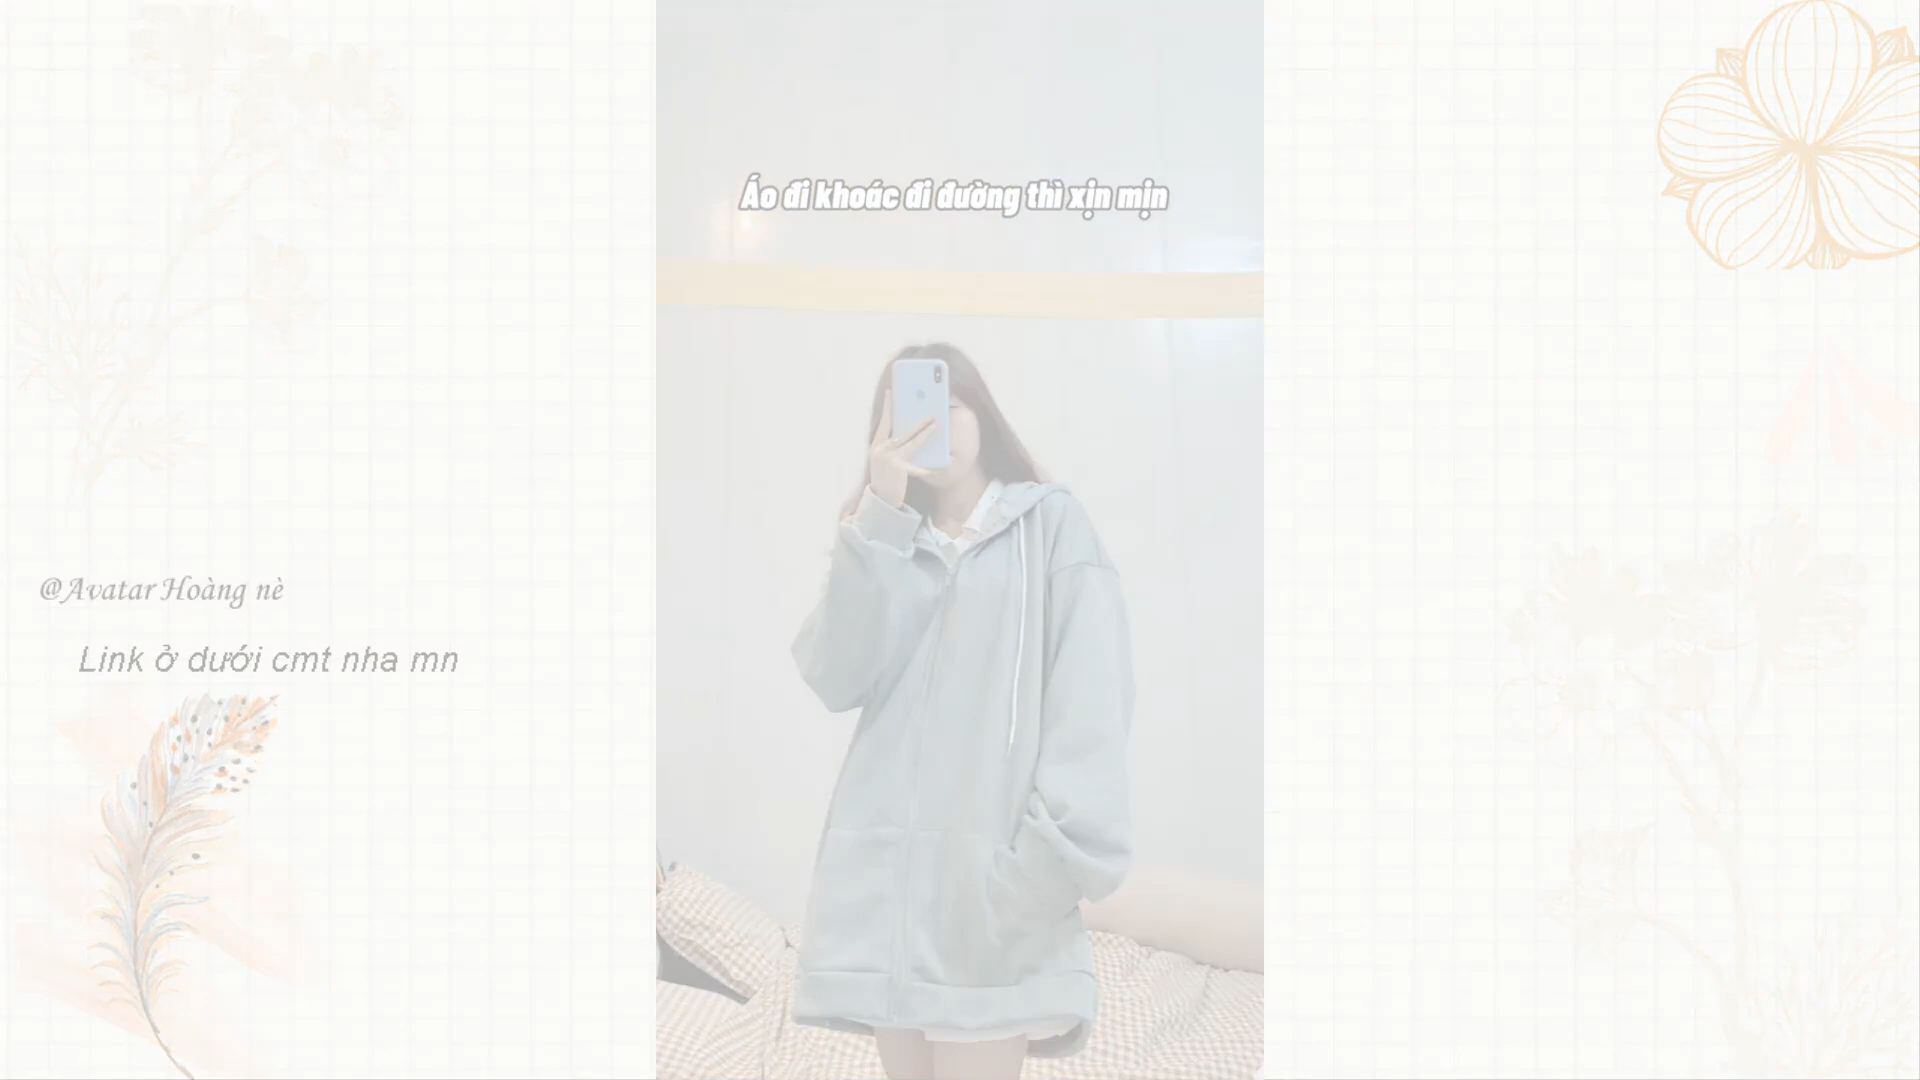 Áo đi khoác đi đường thì xịn mịn
@Avatar Hoàng nè
Link ở dưới cmt nha mn